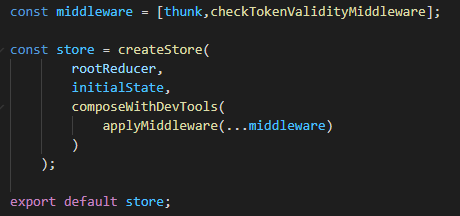 const middleware = [thunk,checkTokenValidityMiddleware];
const store = createStore(
rootReducer,
initialState,
composeWithDevTools(
applyMiddleware(...middleware)
)
);
export default store;